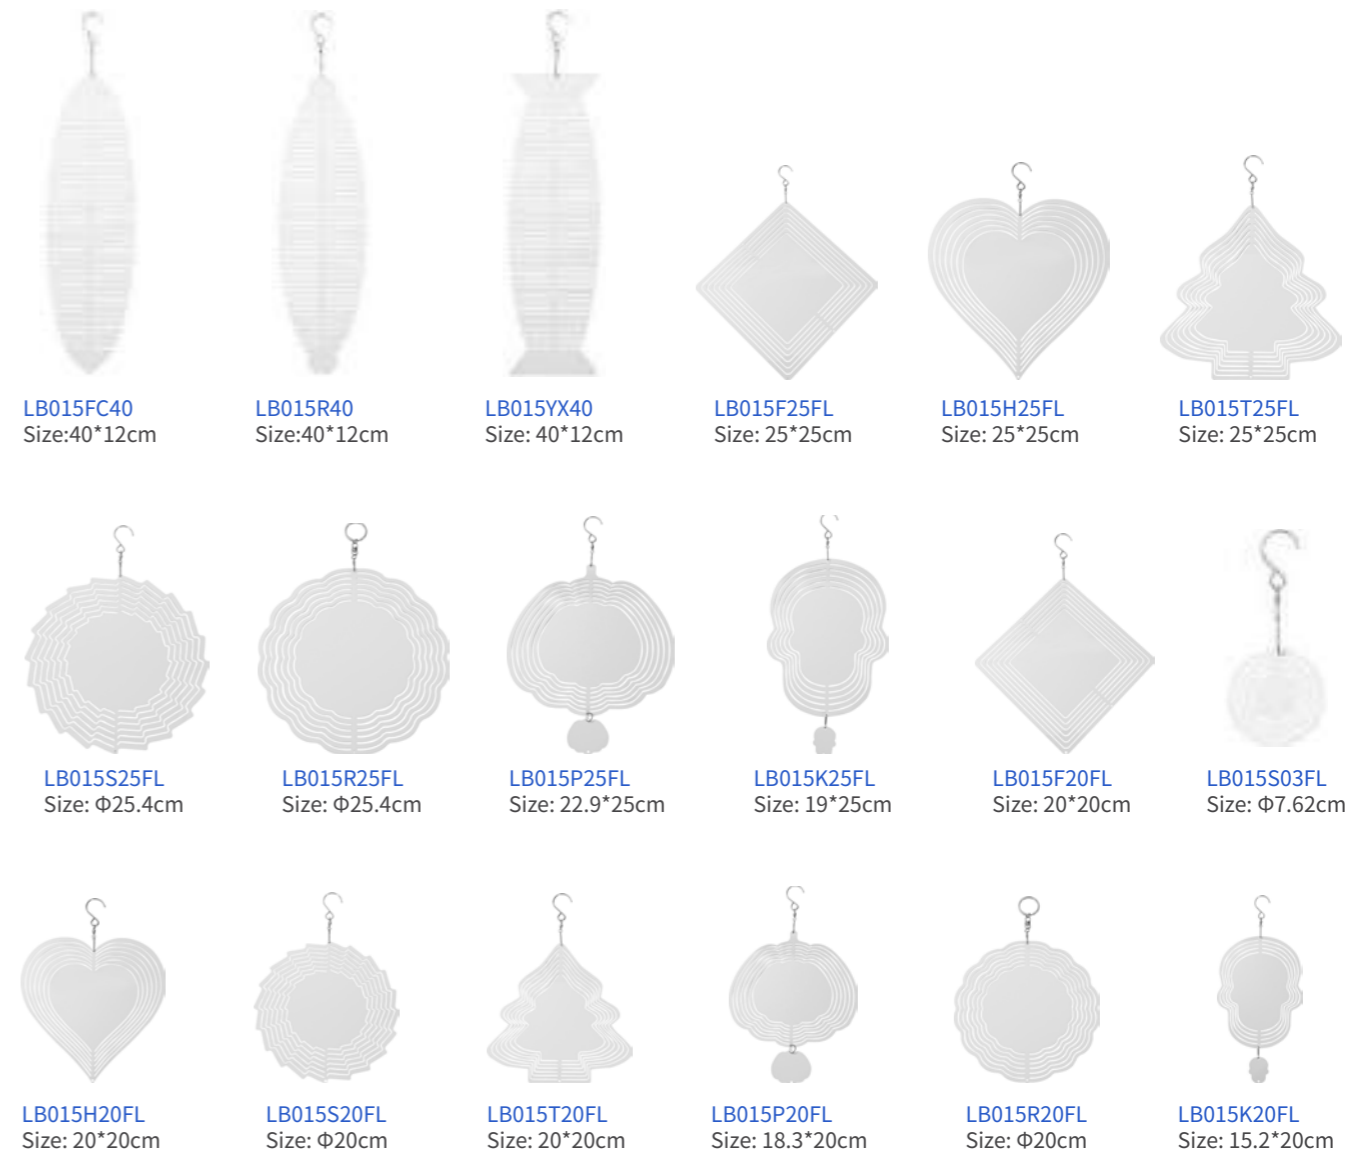 LB015FC40
Size:40*12cm
LB015R40
Size:40*12cm
LB015YX40
Size: 40*12cm
LB015F25FL
Size: 25*25cm
LB015H25FL
Size: 25*25cm
LB015T25FL
Size: 25*25cm
LB015S25FL
Size: Φ25.4cm
LB015R25FL
Size: Φ25.4cm
LB015P25FL
Size: 22.9*25cm
LB015K25FL
Size: 19*25cm
LB015F20FL
Size: 20*20cm
LB015S03FL
Size: Φ7.62cm
LB015H20FL
Size: 20*20cm
LB015S20FL
Size: Φ20cm
LB015T20FL
Size: 20*20cm
LB015P20FL
Size: 18.3*20cm
LB015R20FL
Size: Φ20cm
LB015K20FL
Size: 15.2*20cm